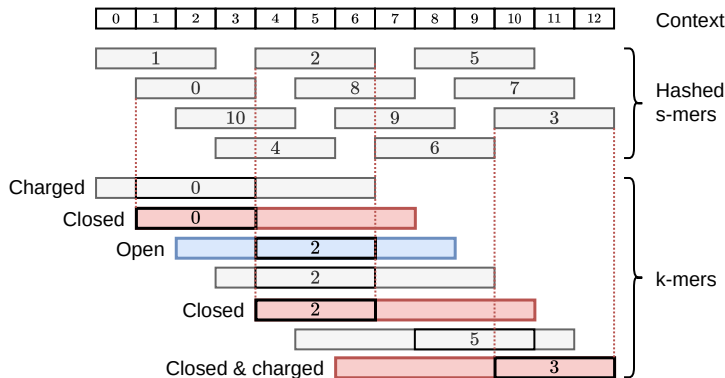 0 1 2 3 4 5 6 7 8 9 10 11 12 Context
1 2 5
0 8 7
Hashed
s-mers
10 9 3
4 6
Charged 0
Closed 0
Open 2
2
k-mers
Closed 2
5
Closed & charged 3